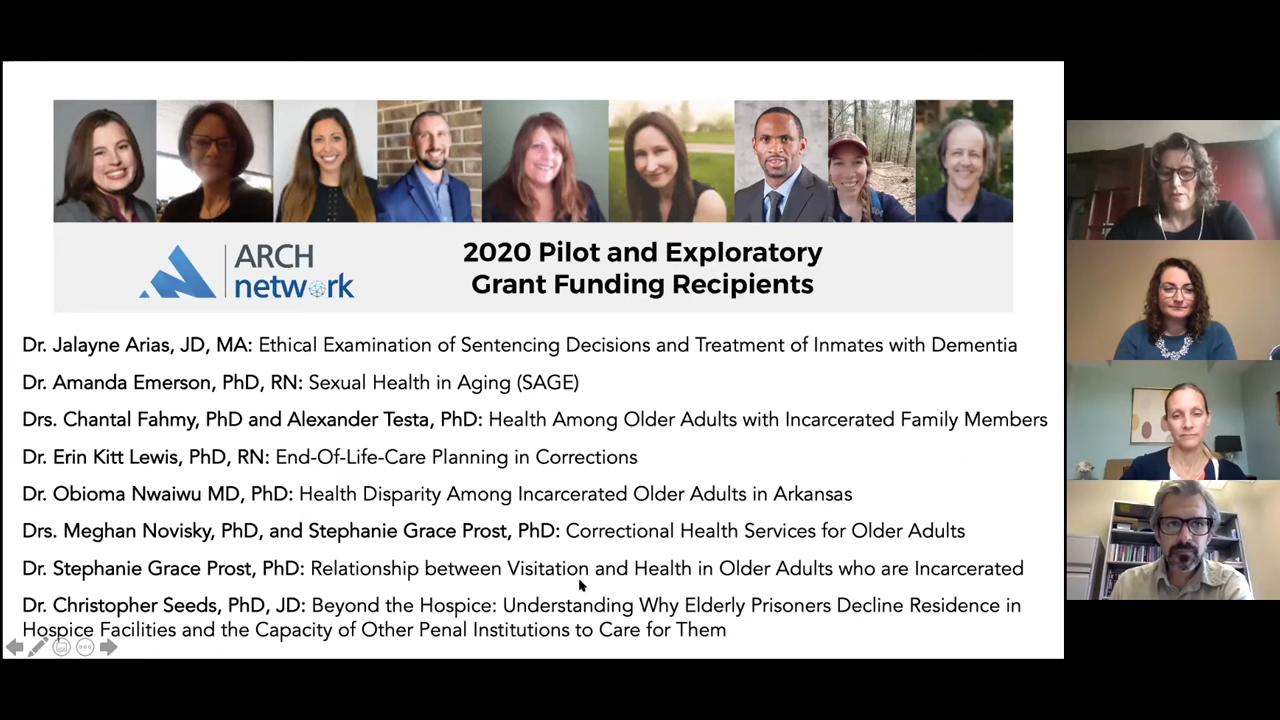 ARCH
network
2020 Pilot and Exploratory
Grant Funding Recipients
Dr. Jalayne Arias, JD, MA: Ethical Examination of Sentencing Decisions and Treatment of Inmates with Dementia
Dr. Amanda Emerson, PhD, RN: Sexual Health in Aging (SAGE)
Drs. Chantal Fahmy, PhD and Alexander Testa, PhD: Health Among Older Adults with Incarcerated Family Members
Dr. Erin Kitt Lewis, PhD, RN: End-Of-Life-Care Planning in Corrections
Dr. Obioma Nwaiwu MD, PhD: Health Disparity Among Incarcerated Older Adults in Arkansas
Drs. Meghan Novisky, PhD, and Stephanie Grace Prost, PhD: Correctional Health Services for Older Adults
Dr. Stephanie Grace Prost, PhD: Relationship between Visitation and Health in Older Adults who are Incarcerated
Dr. Christopher Seeds, PhD, JD: Beyond the Hospice: Understanding Why Elderly Prisoners Decline Residence in
Hospice Facilities and the Capacity of Other Penal Institutions to Care for Them